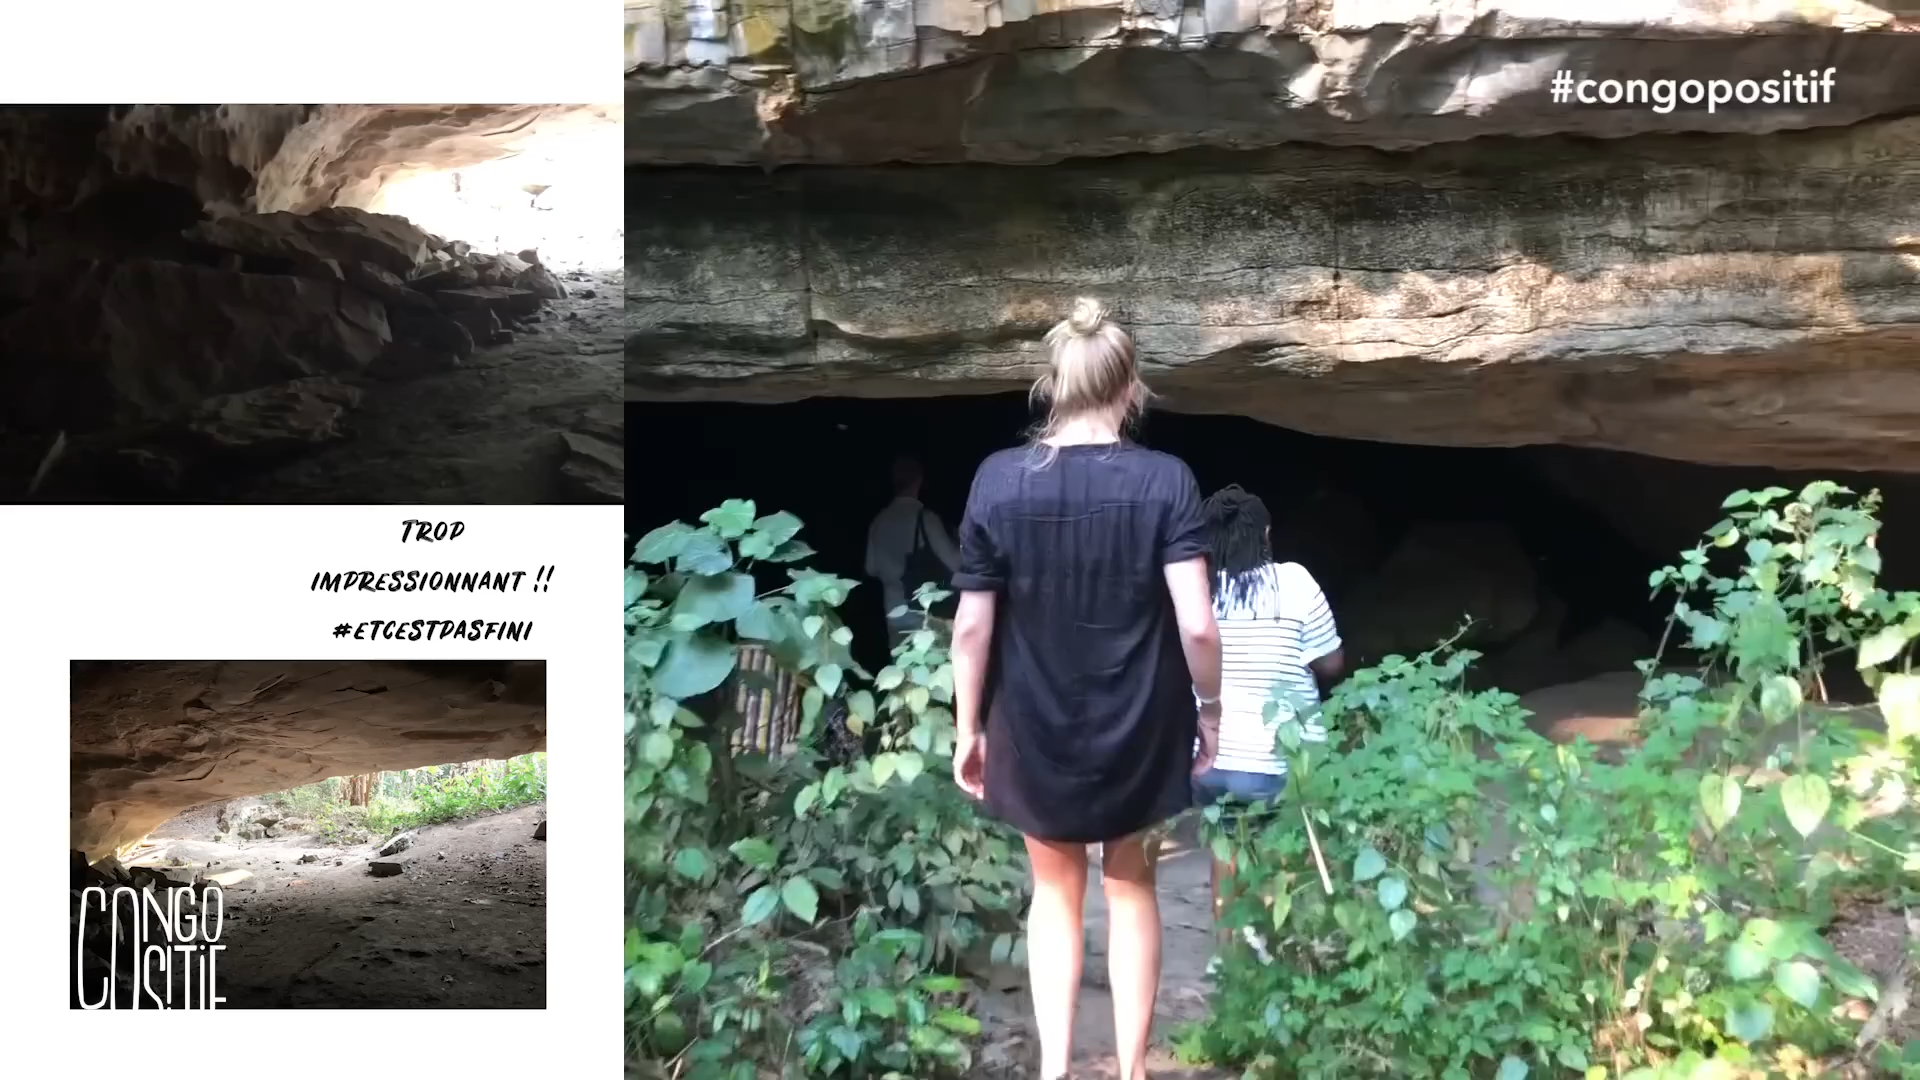 #congopositif
TROP
IMPRESSIONNANT !!
#ETCESTPASFINI
CONGO
POSITIF